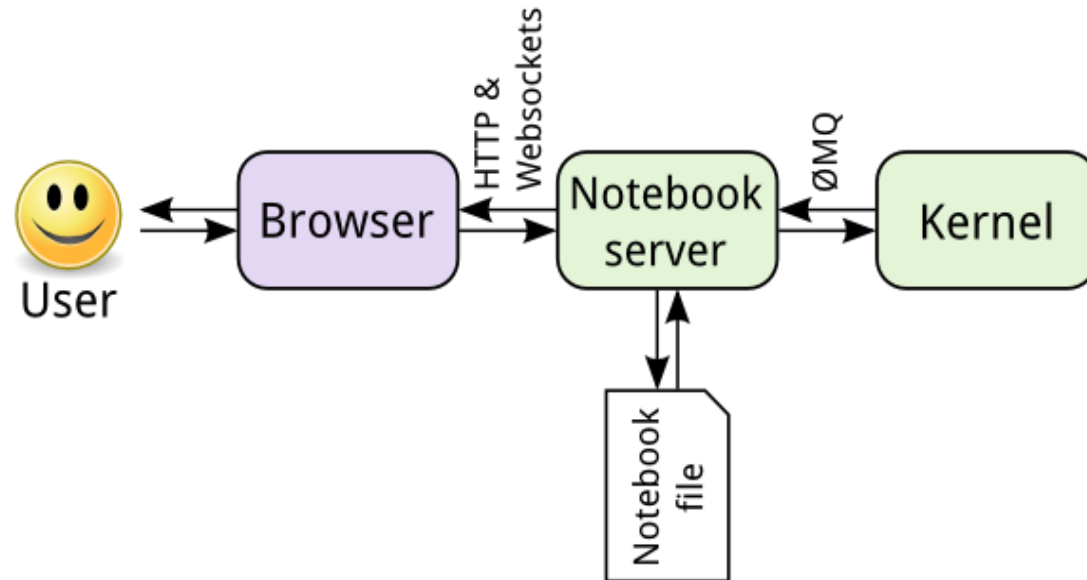 User
Browser
HTTP &
Websockets
Notebook
server
ØMQ
Kernel
Notebook
file